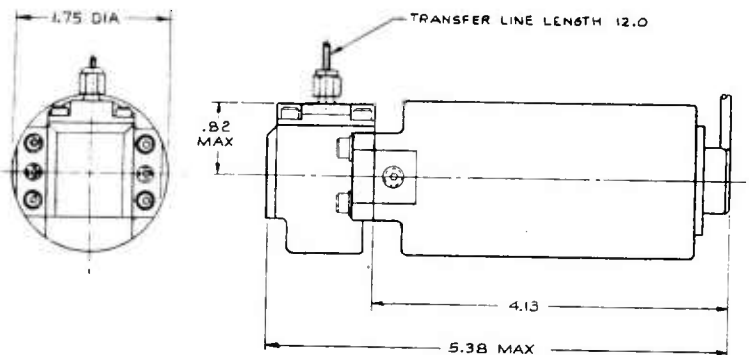 1.75 DIA
TRANSFER LINE LENGTH 12.0
.82
MAX
4.13
5.38 MAX